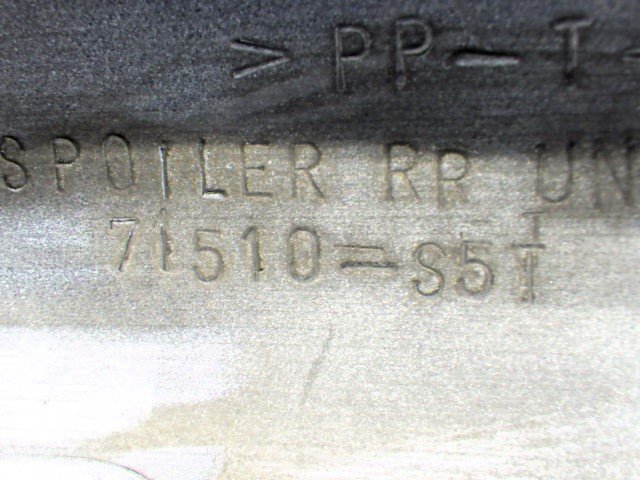 >PP-T-
SPOILER RR UN
71510-S5T